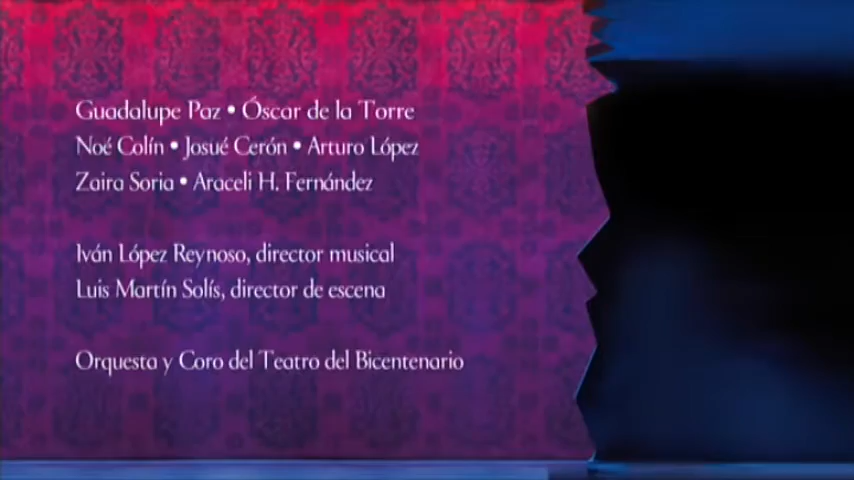 Guadalupe Paz • Óscar de la Torre
Noé Colín • Josué Cerón • Arturo López
Zaira Soria • Araceli H. Fernández
Iván López Reynoso, director musical
Luis Martín Solís, director de escena
Orquesta y Coro del Teatro del Bicentenario